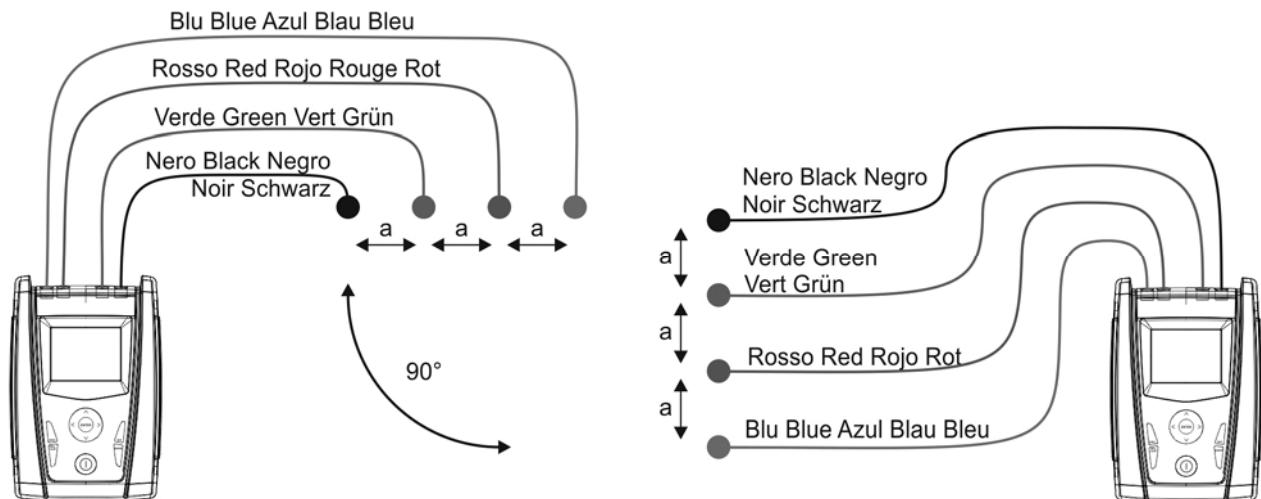 Blu Blue Azul Blau Bleu
Rosso Red Rojo Rouge Rot
Verde Green Vert Grün
Nero Black Negro
Noir Schwarz
a a a
90°
Nero Black Negro
Noir Schwarz
a
Verde Green
Vert Grün
a
Rosso Red Rojo Rot
a
Blu Blue Azul Blau Bleu